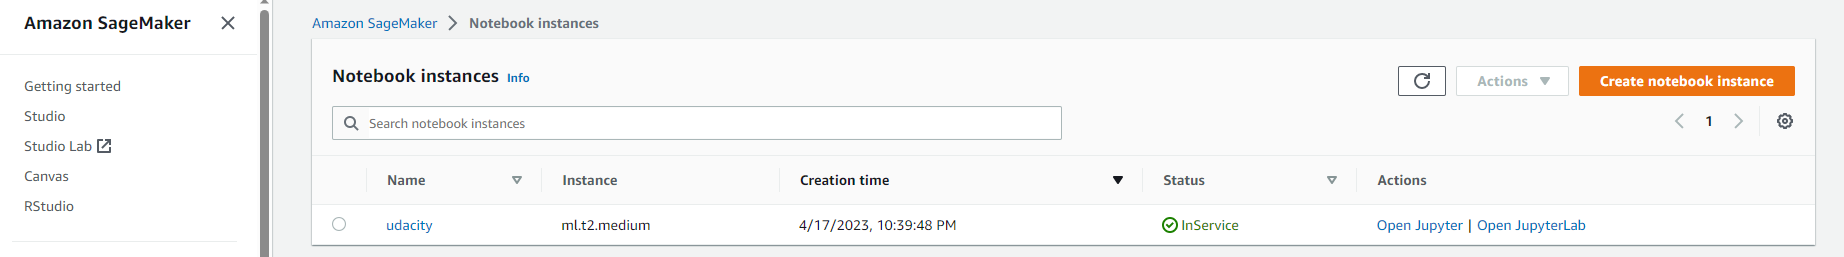 Amazon SageMaker
Getting started
Studio
Studio Lab
Canvas
RStudio
Amazon SageMaker > Notebook instances
Notebook instances Info
Actions
Create notebook instance
Search notebook instances
1
Name Instance Creation time Status Actions
udacity ml.t2.medium 4/17/2023, 10:39:48 PM InService Open Jupyter | Open JupyterLab